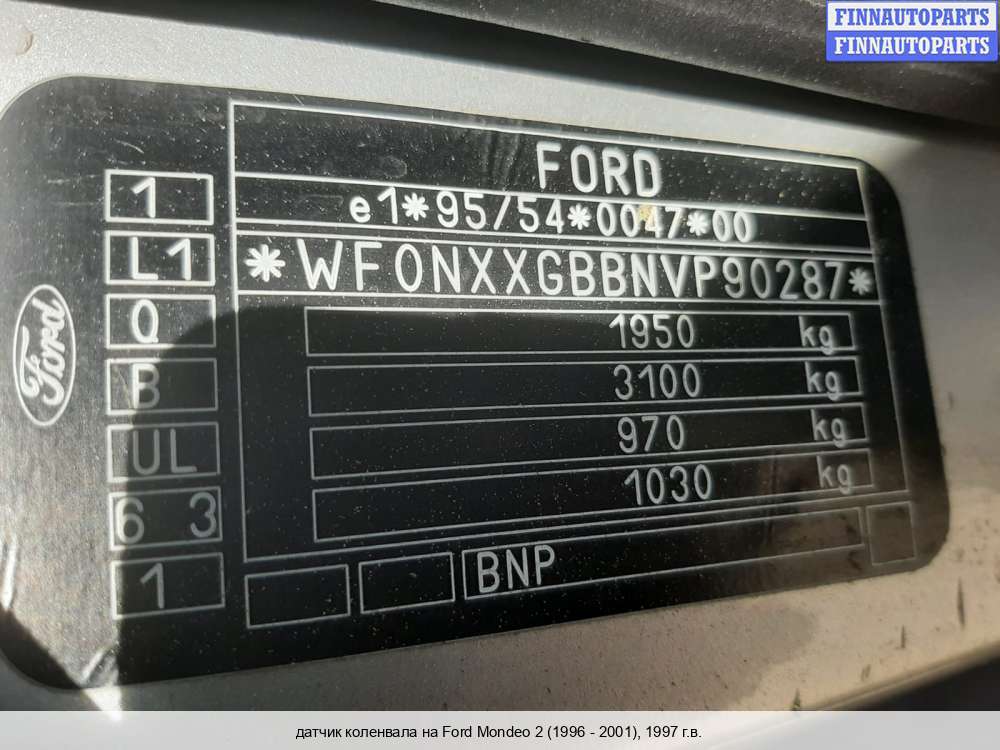 FINNAUTOPARTS
FINNAUTOPARTS
FORD
e1*95/54*0047*00
*WF0NXXGBBNVP90287*
1
L1
Q
B
UL
6 3
1
1950 kg
3100 kg
970 kg
1030 kg
BNP
Ford
датчик коленвала на Ford Mondeo 2 (1996 - 2001), 1997 г.в.